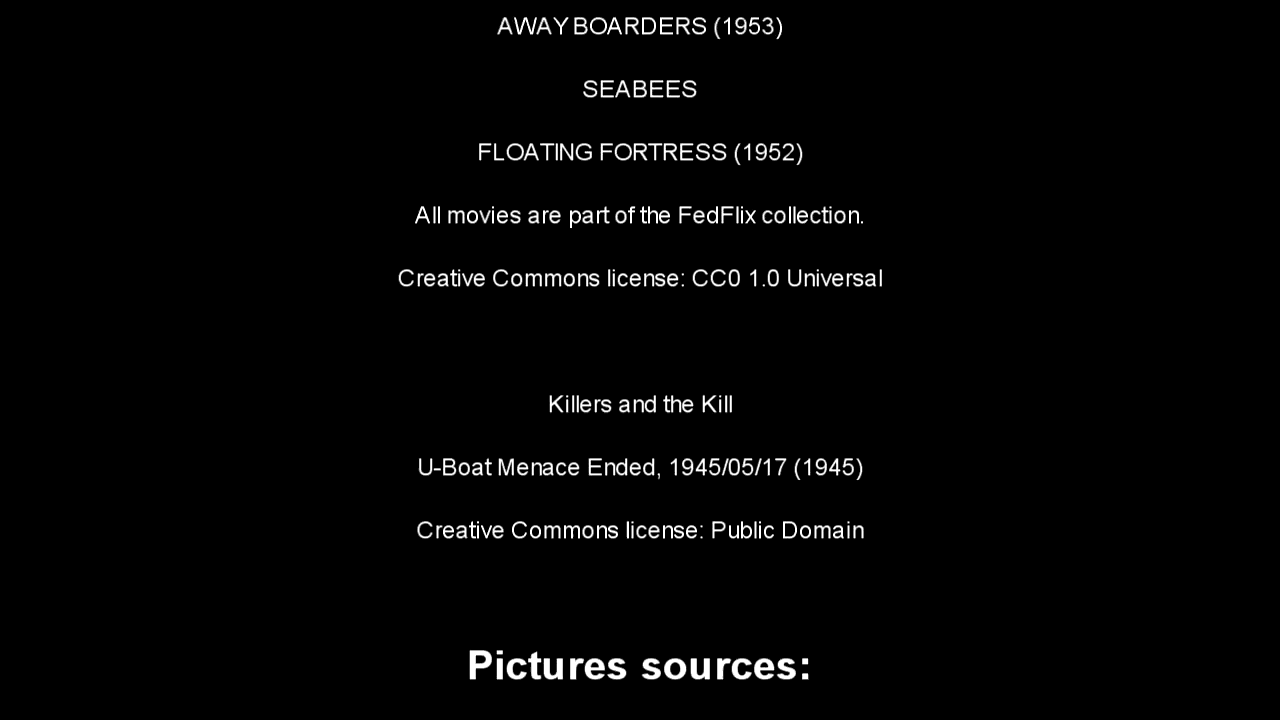 AWAY BOARDERS (1953)
SEABEES
FLOATING FORTRESS (1952)
All movies are part of the FedFlix collection.
Creative Commons license: CC0 1.0 Universal
Killers and the Kill
U-Boat Menace Ended, 1945/05/17 (1945)
Creative Commons license: Public Domain
Pictures sources: